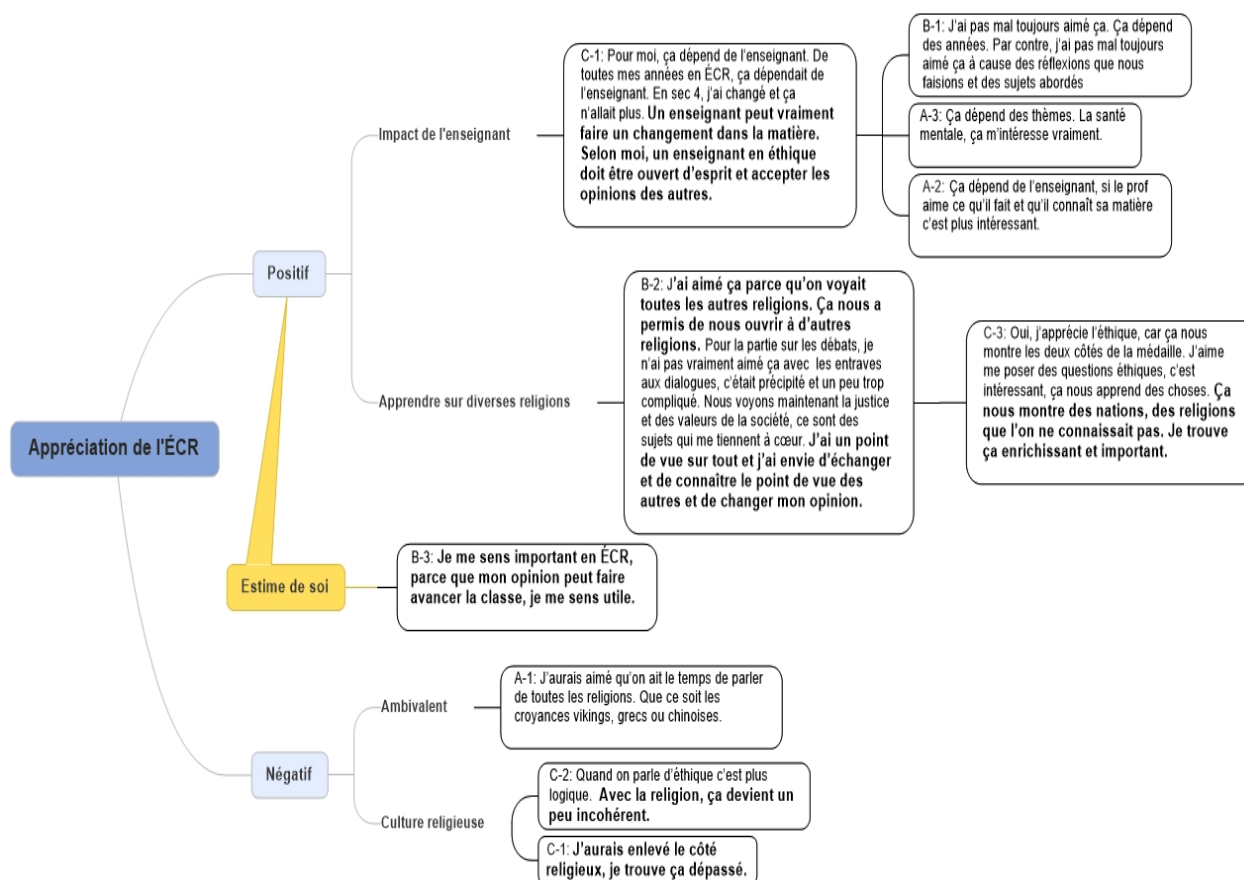 Appréciation de l'ÉCR
Positif
Impact de l'enseignant
C-1: Pour moi, ça dépend de l'enseignant. De
toutes mes années en ÉCR, ça dépendait de
l'enseignant. En sec 4, j'ai changé et ça
n'allait plus. Un enseignant peut vraiment
faire un changement dans la matière.
Selon moi, un enseignant en éthique
doit être ouvert d'esprit et accepter les
opinions des autres.
B-1: J'ai pas mal toujours aimé ça. Ça dépend
des années. Par contre, j'ai pas mal toujours
aimé ça à cause des réflexions que nous
faisions et des sujets abordés
A-3: Ça dépend des thèmes. La santé
mentale, ça m'intéresse vraiment.
A-2: Ça dépend de l'enseignant, si le prof
aime ce qu'il fait et qu'il connaît sa matière
c'est plus intéressant.
Apprendre sur diverses religions
B-2: J'ai aimé ça parce qu'on voyait
toutes les autres religions. Ça nous a
permis de nous ouvrir à d'autres
religions. Pour la partie sur les débats, je
n'ai pas vraiment aimé ça avec les entraves
aux dialogues, c'était précipité et un peu trop
compliqué. Nous voyons maintenant la justice
et des valeurs de la société, ce sont des
sujets qui me tiennent à cœur. J'ai un point
de vue sur tout et j'ai envie d'échanger
et de connaître le point de vue des
autres et de changer mon opinion.
C-3: Oui, j'apprécie l'éthique, car ça nous
montre les deux côtés de la médaille. J'aime
me poser des questions éthiques, c'est
intéressant, ça nous apprend des choses. Ça
nous montre des nations, des religions
que l'on ne connaissait pas. Je trouve
ça enrichissant et important.
Estime de soi
B-3: Je me sens important en ÉCR,
parce que mon opinion peut faire
avancer la classe, je me sens utile.
Négatif
Ambivalent
A-1: J'aurais aimé qu'on ait le temps de parler
de toutes les religions. Que ce soit les
croyances vikings, grecs ou chinoises.
Culture religieuse
C-2: Quand on parle d'éthique c'est plus
logique. Avec la religion, ça devient un
peu incohérent.
C-1: J'aurais enlevé le côté
religieux, je trouve ça dépassé.